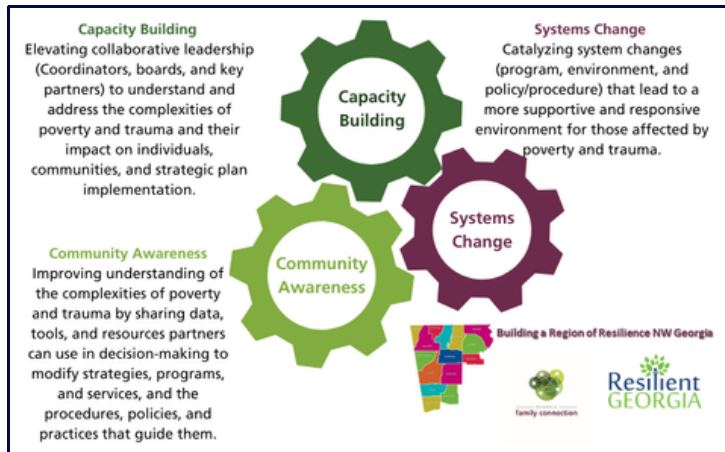 Capacity Building
Elevating collaborative leadership
(Coordinators, boards, and key
partners) to understand and
address the complexities of
poverty and trauma and their
impact on individuals,
communities, and strategic plan
implementation.
Capacity
Building
Systems Change
Catalyzing system changes
(program, environment, and
policy/procedure) that lead to a
more supportive and responsive
environment for those affected by
poverty and trauma.
Community Awareness
Improving understanding of
the complexities of poverty
and trauma by sharing data,
tools, and resources partners
can use in decision-making to
modify strategies, programs,
and services, and the
procedures, policies, and
practices that guide them.
Community
Awareness
Systems
Change
Building a Region of Resilience NW Georgia
family connection
Resilient
GEORGIA